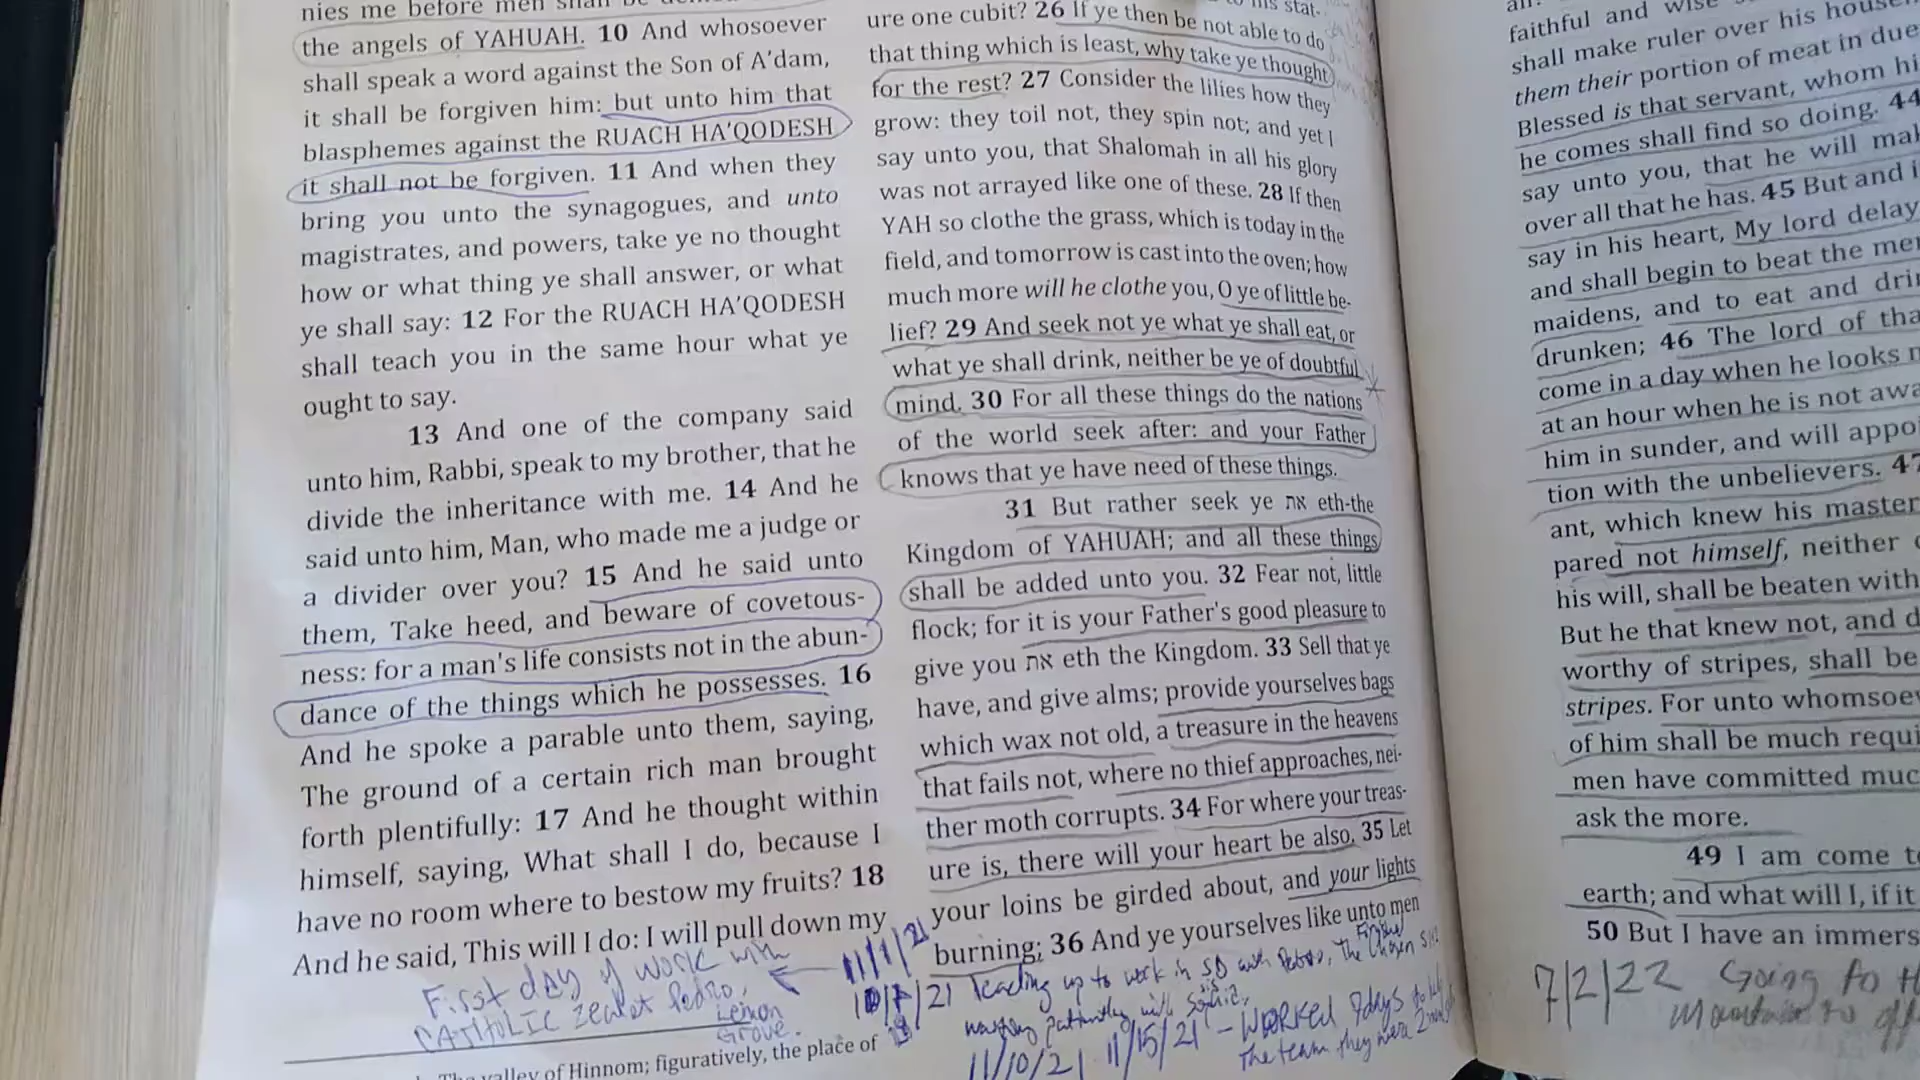 nies me before men shall be
the angels of YAHUAH. 10 And whosoever
shall speak a word against the Son of A'dam,
it shall be forgiven him: but unto him that
blasphemes against the RUACH HA'QODESH
it shall not be forgiven. 11 And when they
bring you unto the synagogues, and unto
magistrates, and powers, take ye no thought
how or what thing ye shall answer, or what
ye shall say: 12 For the RUACH HA'QODESH
shall teach you in the same hour what ye
ought to say.
13 And one of the company said
unto him, Rabbi, speak to my brother, that he
divide the inheritance with me. 14 And he
said unto him, Man, who made me a judge or
a divider over you? 15 And he said unto
them, Take heed, and beware of covetous-
ness: for a man's life consists not in the abun-
dance of the things which he possesses. 16
And he spoke a parable unto them, saying,
The ground of a certain rich man brought
forth plentifully: 17 And he thought within
himself, saying, What shall I do, because I
have no room where to bestow my fruits? 18
And he said, This will I do: I will pull down my
First day of work with
CATHOLIC zealot Pedro,
Lemon
Grove.
valley of Hinnom; figuratively, the place of
his stat-
ure one cubit? 26 If ye then be not able to do
that thing which is least, why take ye thought
for the rest? 27 Consider the lilies how they
grow: they toil not, they spin not; and yet I
say unto you, that Shalomah in all his glory
was not arrayed like one of these. 28 If then
YAH so clothe the grass, which is today in the
field, and tomorrow is cast into the oven; how
much more will he clothe you, O ye of little be-
lief? 29 And seek not ye what ye shall eat, or
what ye shall drink, neither be ye of doubtful
mind. 30 For all these things do the nations
of the world seek after: and your Father
knows that ye have need of these things.
31 But rather seek ye את eth-the
Kingdom of YAHUAH; and all these things
shall be added unto you. 32 Fear not, little
flock; for it is your Father's good pleasure to
give you את eth the Kingdom. 33 Sell that ye
have, and give alms; provide yourselves bags
which wax not old, a treasure in the heavens
that fails not, where no thief approaches, nei-
ther moth corrupts. 34 For where your treas-
ure is, there will your heart be also. 35 Let
your loins be girded about, and your lights
burning; 36 And ye yourselves like unto men
11/1/21
/21 Leading up to work in SD with The Chosen
11/10/21 11/15/21 - WORKED 9 days
The team they were
faithful and wise
shall make ruler over his
them their portion of meat in due
Blessed is that servant, whom
he comes shall find so doing. 44
say unto you, that he will
over all that he has. 45 But and
say in his heart, My lord
and shall begin to beat the
maidens, and to eat and
drunken; 46 The lord of
come in a day when he looks
at an hour when he is not
him in sunder, and will
tion with the unbelievers.
ant, which knew his
pared not himself, neither
his will, shall be beaten with
But he that knew not, and
worthy of stripes, shall be
stripes. For unto
of him shall be much
men have committed
ask the more.
49 I am come
earth; and what will I, if it
50 But I have an
7/2/22 Going to